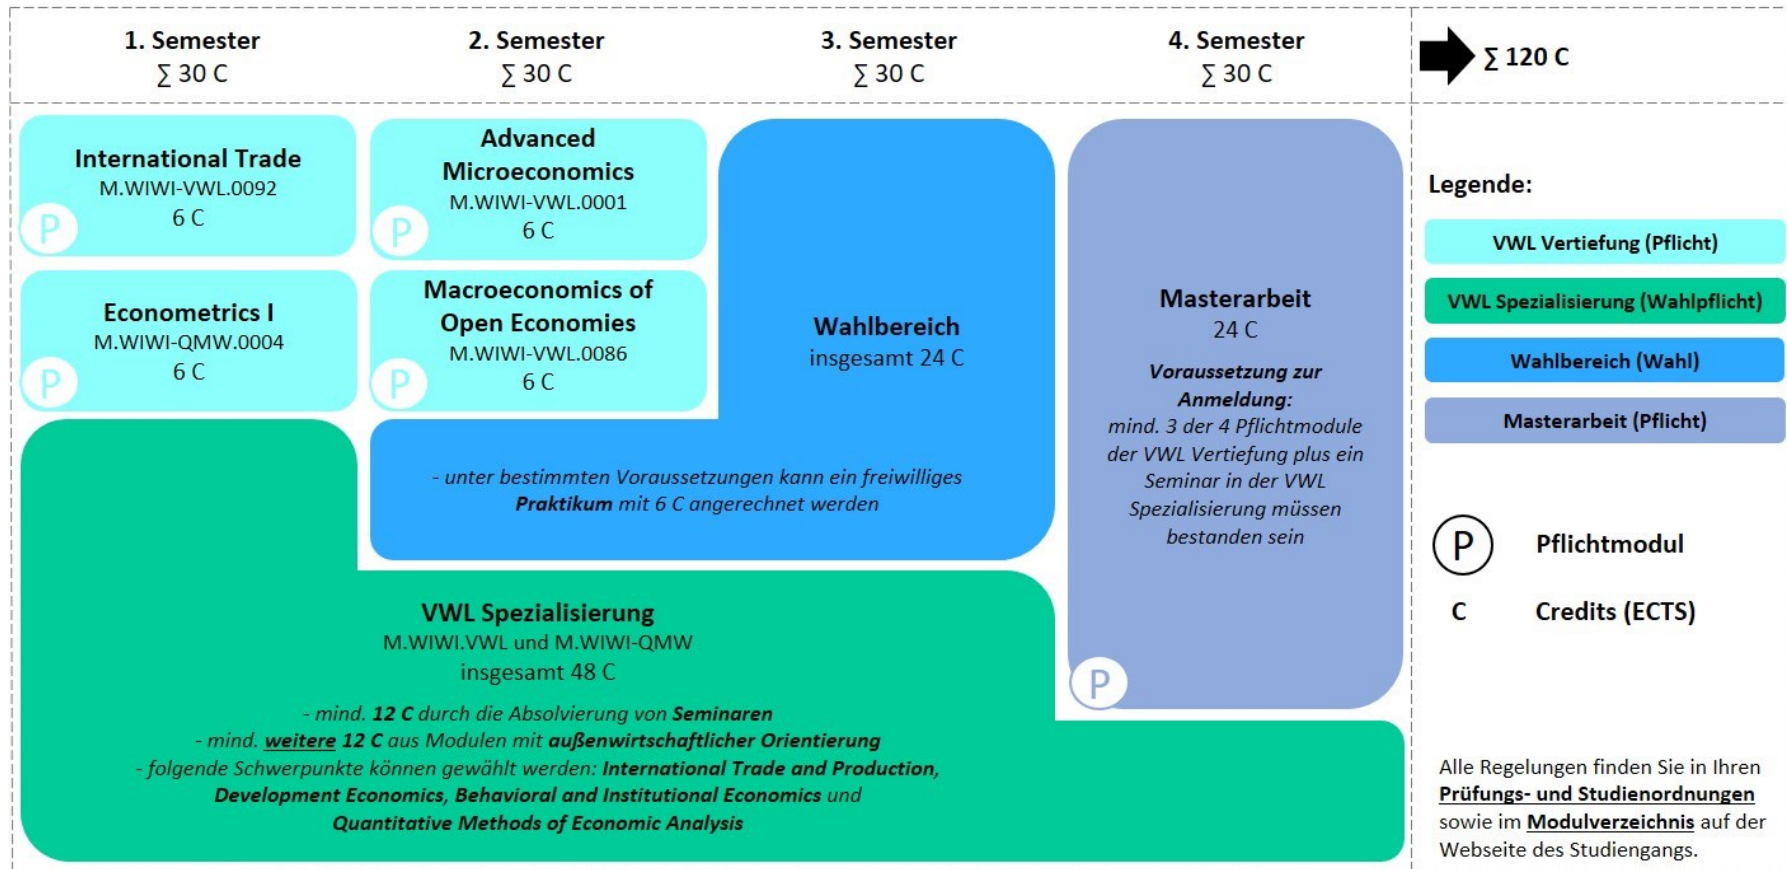 1. Semester
∑ 30 C
2. Semester
∑ 30 C
3. Semester
∑ 30 C
4. Semester
∑ 30 C
∑ 120 C
International Trade
M.WIWI-VWL.0092
6 C
P
Econometrics I
M.WIWI-QMW.0004
6 C
P
Advanced
Microeconomics
M.WIWI-VWL.0001
6 C
P
Macroeconomics of
Open Economies
M.WIWI-VWL.0086
6 C
P
Wahlbereich
insgesamt 24 C
- unter bestimmten Voraussetzungen kann ein freiwilliges
Praktikum mit 6 C angerechnet werden
Masterarbeit
24 C
Voraussetzung zur
Anmeldung:
mind. 3 der 4 Pflichtmodule
der VWL Vertiefung plus ein
Seminar in der VWL
Spezialisierung müssen
bestanden sein
P
VWL Spezialisierung
M.WIWI.VWL und M.WIWI-QMW
insgesamt 48 C
- mind. 12 C durch die Absolvierung von Seminaren
- mind. weitere 12 C aus Modulen mit außenwirtschaftlicher Orientierung
- folgende Schwerpunkte können gewählt werden: International Trade and Production,
Development Economics, Behavioral and Institutional Economics und
Quantitative Methods of Economic Analysis
Legende:
VWL Vertiefung (Pflicht)
VWL Spezialisierung (Wahlpflicht)
Wahlbereich (Wahl)
Masterarbeit (Pflicht)
P Pflichtmodul
C Credits (ECTS)
Alle Regelungen finden Sie in Ihren
Prüfungs- und Studienordnungen
sowie im Modulverzeichnis auf der
Webseite des Studiengangs.